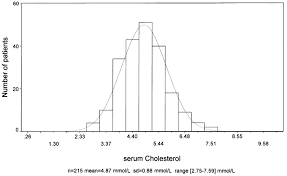 60
40
20
0
Number of patients
.26 2.33 4.40 6.48 8.55
1.30 3.37 5.44 7.51 9.58
serum Cholesterol
n=215 mean=4.87 mmol/L sd=0.88 mmol/L range [2.75-7.59] mmol/L